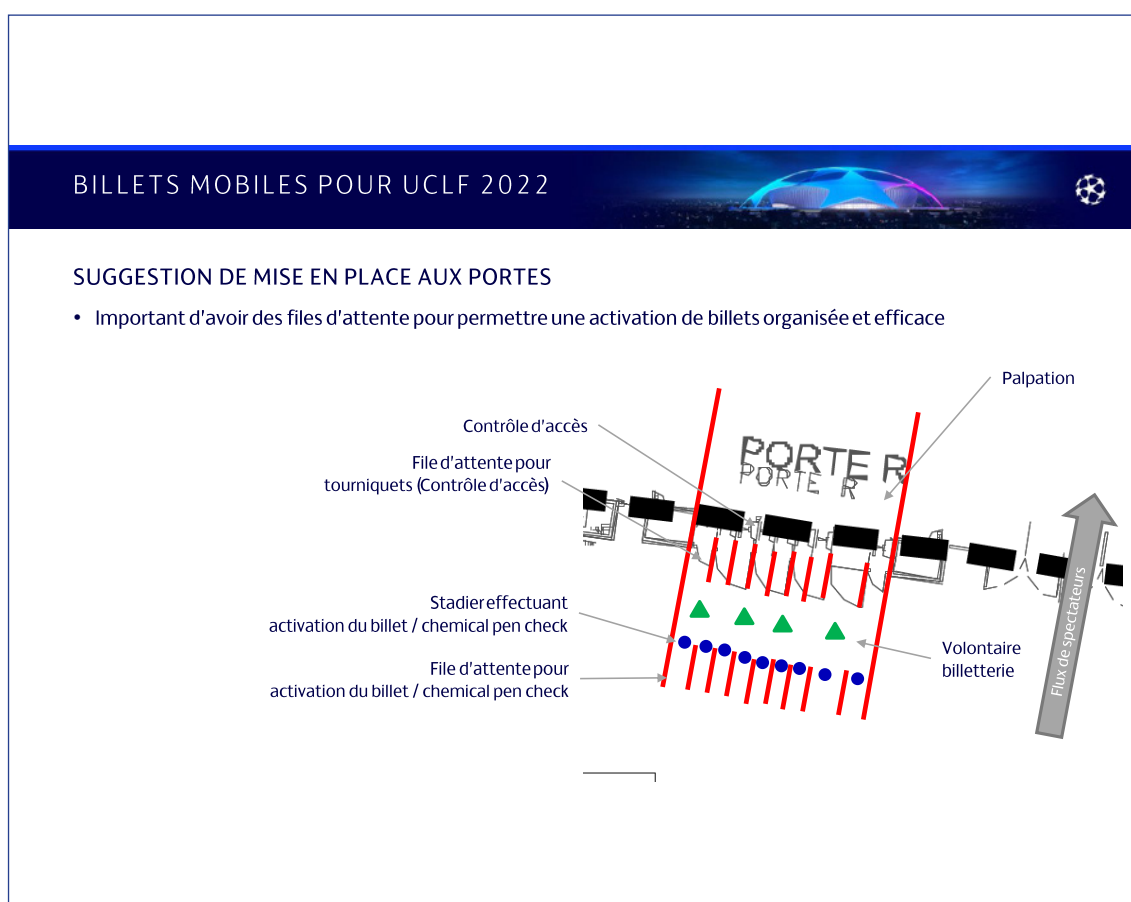 BILLETS MOBILES POUR UCLF 2022
SUGGESTION DE MISE EN PLACE AUX PORTES
• Important d'avoir des files d'attente pour permettre une activation de billets organisée et efficace
Palpation
Contrôle d'accès
PORTE R
PORTE R
File d'attente pour
tourniquets (Contrôle d'accès)
Stadier effectuant
activation du billet / chemical pen check
Volontaire
billetterie
File d'attente pour
activation du billet / chemical pen check
Flux de spectateurs